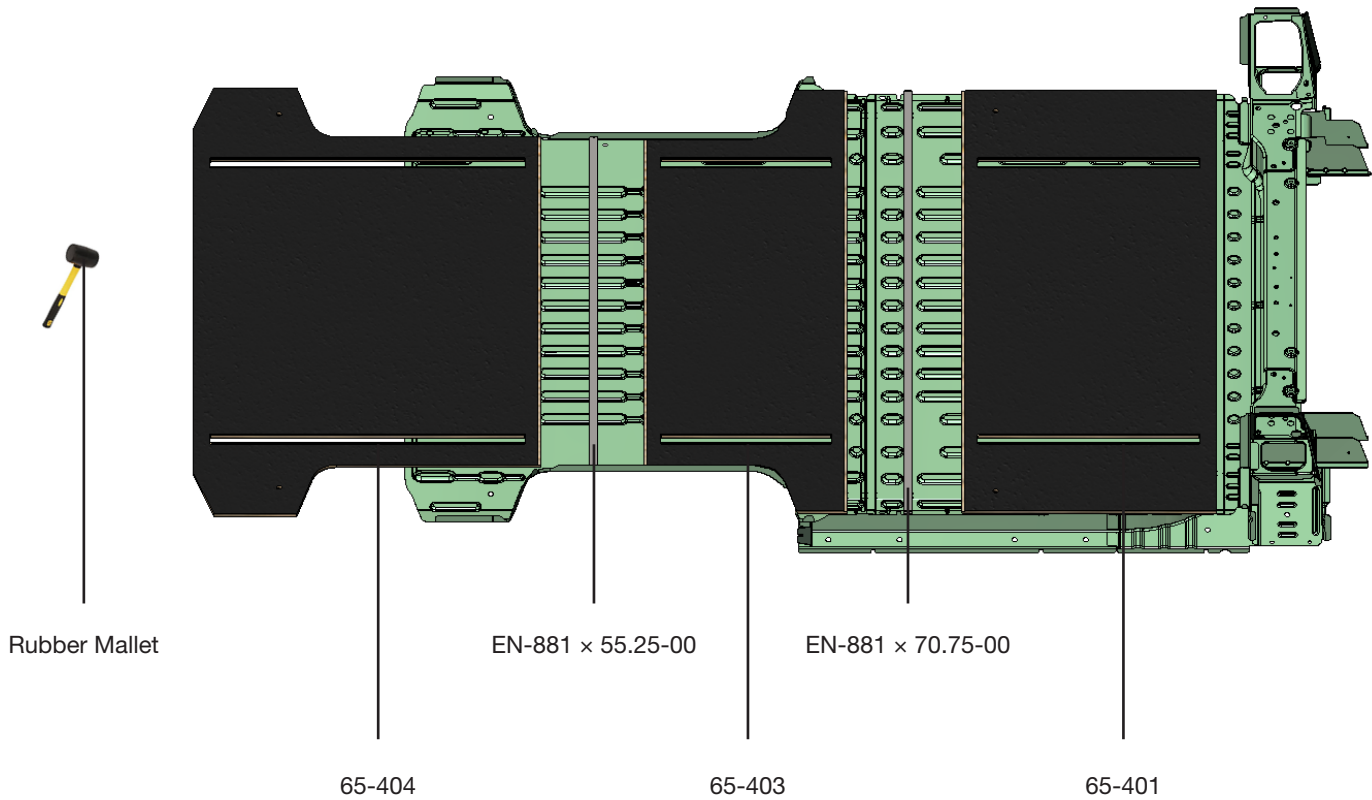 Rubber Mallet
EN-881 × 55.25-00
EN-881 × 70.75-00
65-404
65-403
65-401